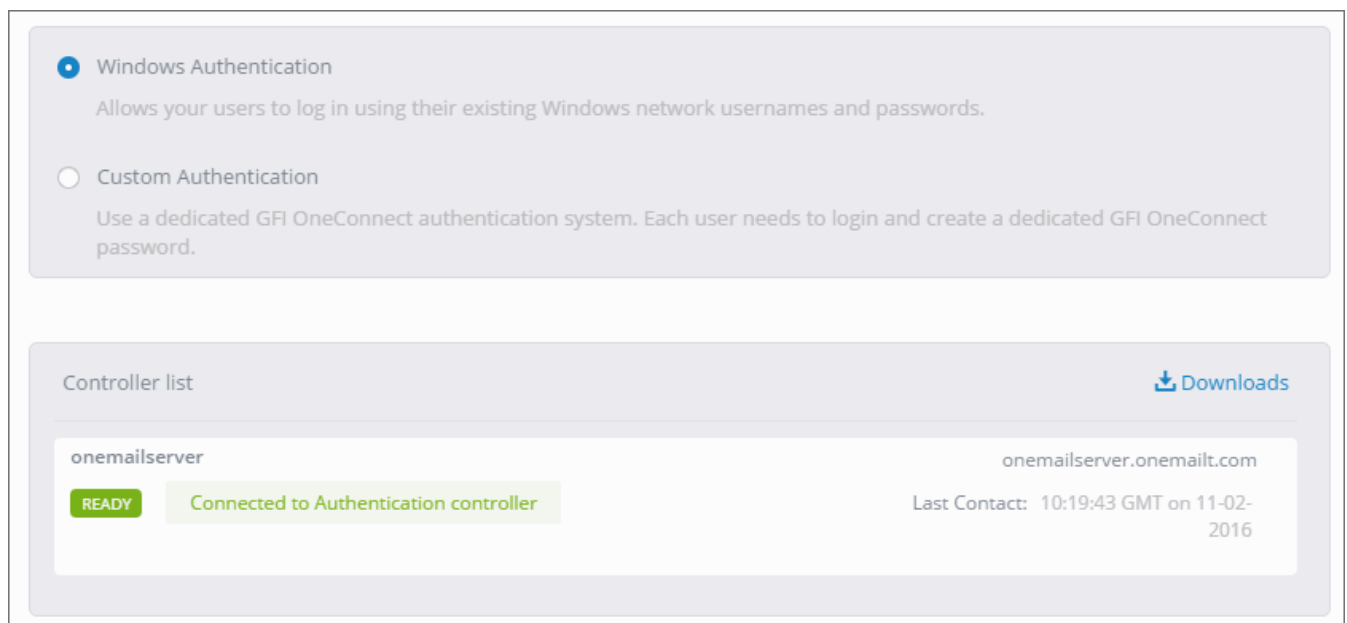 Windows Authentication
Allows your users to log in using their existing Windows network usernames and passwords.
Custom Authentication
Use a dedicated GFI OneConnect authentication system. Each user needs to login and create a dedicated GFI OneConnect
password.
Controller list
Downloads
onemailserver
onemailserver.onemailt.com
READY
Connected to Authentication controller
Last Contact: 10:19:43 GMT on 11-02-
2016